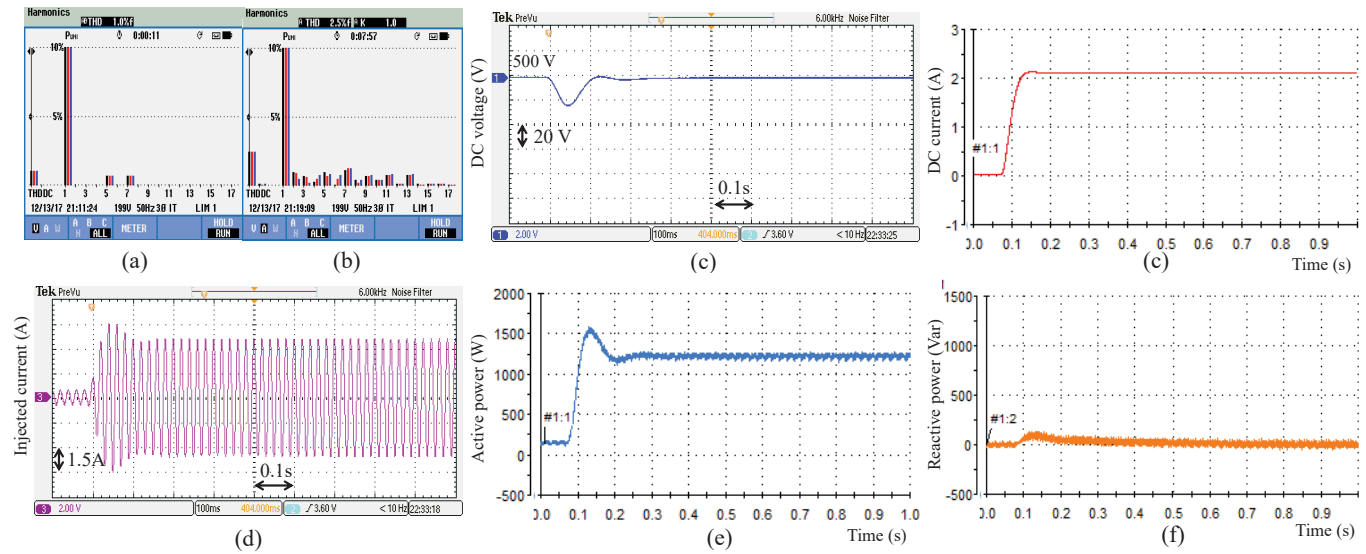 Harmonics
THD 1.0%f
PUNI 0:00:11
10%
5%
THDDC 1 3 5 7 9 11 13 15 17
12/13/17 21:11:24 199V 50Hz 3Ø IT LIM 1
V A W
A B C
N ALL
METER
HOLD
RUN
(a)
Harmonics
A THD 2.5%f A K 1.0
PUNI 0:07:57
10%
5%
THDDC 1 3 5 7 9 11 13 15 17
12/13/17 21:19:09 199V 50Hz 3Ø IT LIM 1
V A W
A B C
N ALL
METER
HOLD
RUN
(b)
Tek PreVu 6.00kHz Noise Filter
DC voltage (V)
500 V
1
20 V
0.1s
1 2.00 V 100ms 404.000ms 2 3.60 V < 10 Hz 22:33:25
(c)
DC current (A)
3
2
1
0
-1
#1:1
0.0 0.1 0.2 0.3 0.4 0.5 0.6 0.7 0.8 0.9
(c) Time (s)
Tek PreVu 6.00kHz Noise Filter
Injected current (A)
3
1.5A
0.1s
3 2.00 V 100ms 404.000ms 2 3.60 V < 10 Hz 22:33:18
(d)
Active power (W)
2000
1500
1000
500
0
-500
#1:1
0.0 0.1 0.2 0.3 0.4 0.5 0.6 0.7 0.8 0.9 1.0
(e) Time (s)
Reactive power (Var)
1500
1000
500
0
-500
#1:2
0.0 0.1 0.2 0.3 0.4 0.5 0.6 0.7 0.8 0.9 1.0
(f) Time (s)